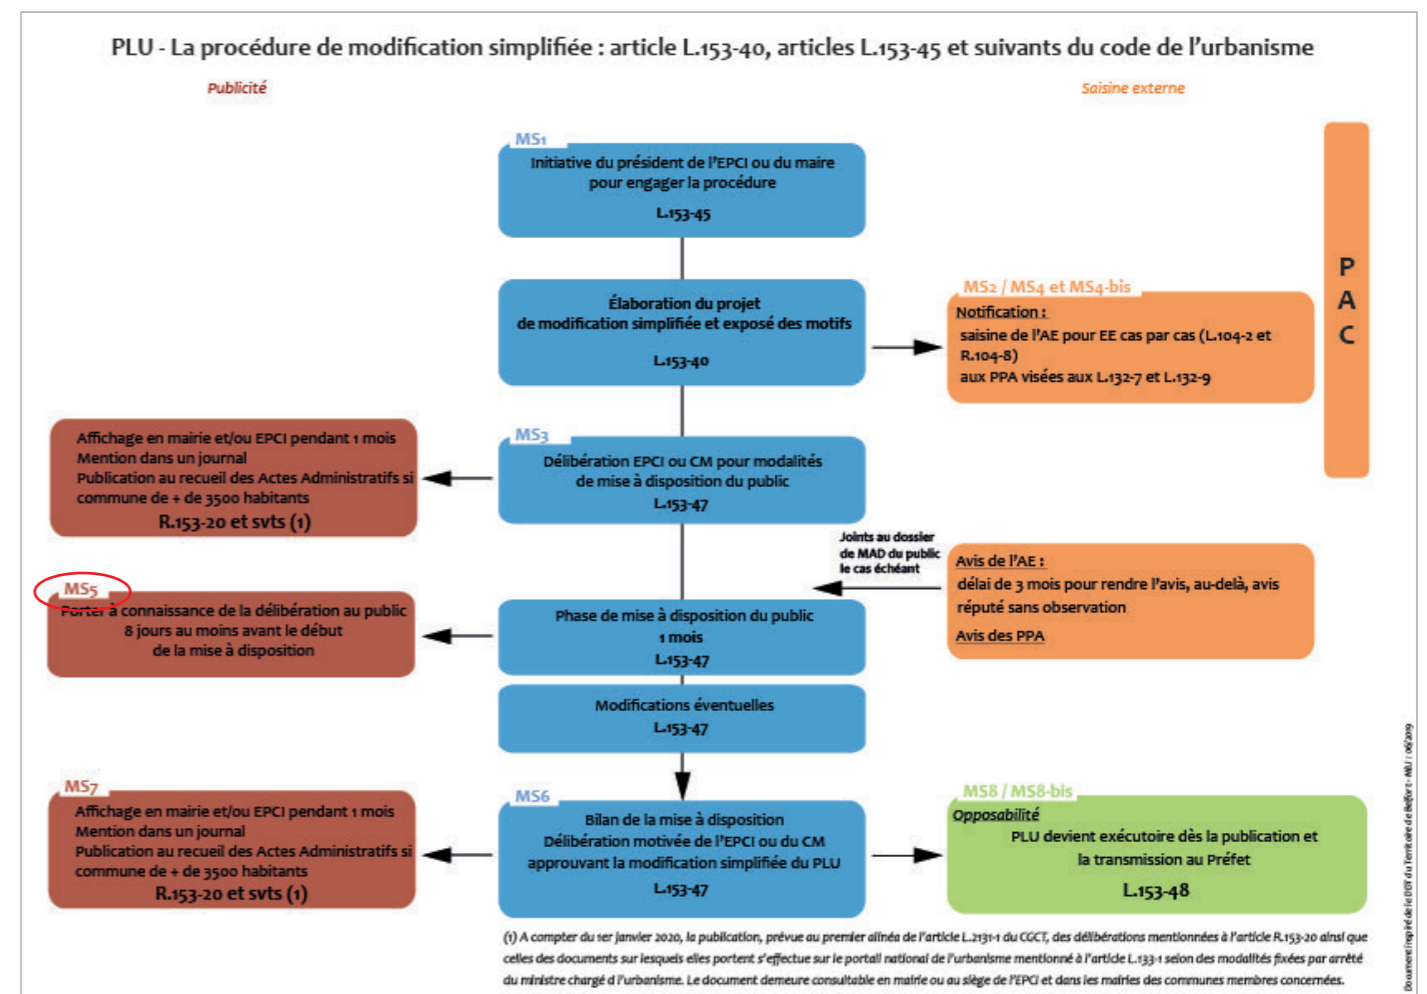 PLU - La procédure de modification simplifiée : article L.153-40, articles L.153-45 et suivants du code de l'urbanisme
Publicité
Saisine externe
MS1
Initiative du président de l'EPCI ou du maire
pour engager la procédure
L.153-45
P
A
C
Élaboration du projet
de modification simplifiée et exposé des motifs
L.153-40
MS2 / MS4 et MS4-bis
Notification :
saisine de l'AE pour EE cas par cas (L.104-2 et
R.104-8)
aux PPA visées aux L.132-7 et L.132-9
Affichage en mairie et/ou EPCI pendant 1 mois
Mention dans un journal
Publication au recueil des Actes Administratifs si
commune de + de 3500 habitants
R.153-20 et svts (1)
MS3
Délibération EPCI ou CM pour modalités
de mise à disposition du public
L.153-47
Joints au dossier
de MAD du public
le cas échéant
Avis de l'AE :
délai de 3 mois pour rendre l'avis, au-delà, avis
réputé sans observation
Avis des PPA
MS5
Porter à connaissance de la délibération au public
8 jours au moins avant le début
de la mise à disposition
Phase de mise à disposition du public
1 mois
L.153-47
Modifications éventuelles
L.153-47
MS7
Affichage en mairie et/ou EPCI pendant 1 mois
Mention dans un journal
Publication au recueil des Actes Administratifs si
commune de + de 3500 habitants
R.153-20 et svts (1)
MS6
Bilan de la mise à disposition
Délibération motivée de l'EPCI ou du CM
approuvant la modification simplifiée du PLU
L.153-47
MS8 / MS8-bis
Opposabilité
PLU devient exécutoire dès la publication et
la transmission au Préfet
L.153-48
(1) A compter du 1er janvier 2020, la publication, prévue au premier alinéa de l'article L.2131-1 du CGCT, des délibérations mentionnées à l'article R.153-20 ainsi que
celles des documents sur lesquels elles portent s'effectue sur le portail national de l'urbanisme mentionné à l'article L.133-1 selon des modalités fixées par arrêté
du ministre chargé d l'urbanisme. Le document demeure consultable en mairie ou au siège de l'EPCI et dans les mairies des communes membres concernées.
Document inspiré de la DDT du Territoire de Belfort - MàJ : 06/2019